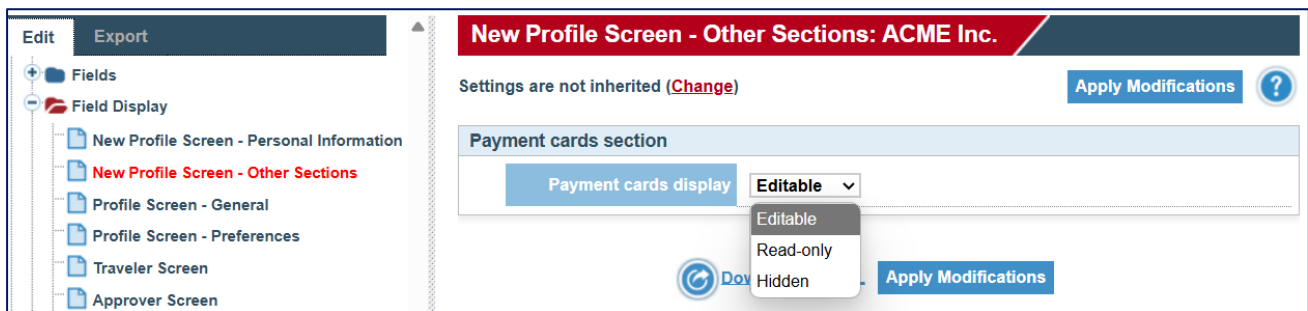 Edit Export
Fields
Field Display
New Profile Screen - Personal Information
New Profile Screen - Other Sections
Profile Screen - General
Profile Screen - Preferences
Traveler Screen
Approver Screen
New Profile Screen - Other Sections: ACME Inc.
Settings are not inherited (Change)
Apply Modifications ?
Payment cards section
Payment cards display Editable
Editable
Read-only
Hidden
Apply Modifications